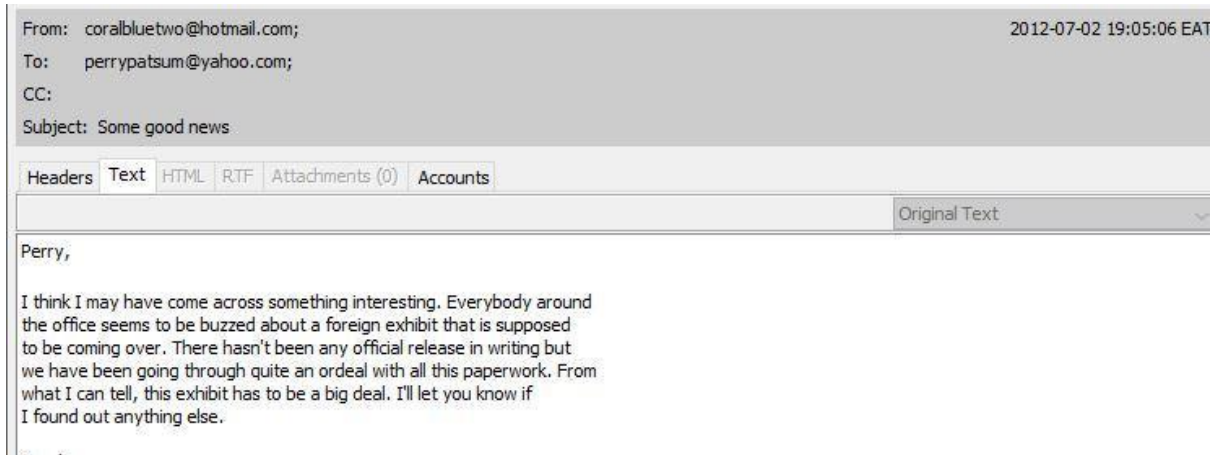 From: coralbluetwo@hotmail.com; 2012-07-02 19:05:06 EAT
To: perrypatsum@yahoo.com;
CC:
Subject: Some good news
Headers Text HTML RTF Attachments (0) Accounts
Original Text
Perry,
I think I may have come across something interesting. Everybody around
the office seems to be buzzed about a foreign exhibit that is supposed
to be coming over. There hasn't been any official release in writing but
we have been going through quite an ordeal with all this paperwork. From
what I can tell, this exhibit has to be a big deal. I'll let you know if
I found out anything else.